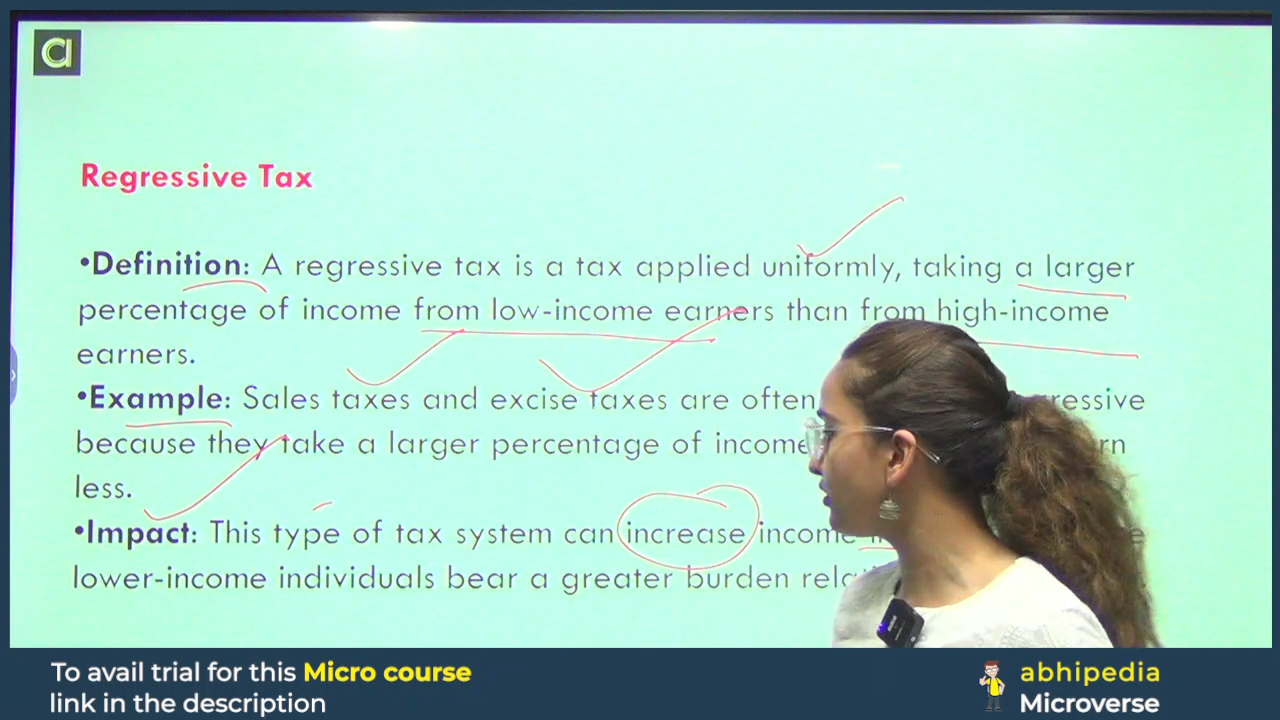 a
Regressive Tax
•Definition: A regressive tax is a tax applied uniformly, taking a larger
percentage of income from low-income earners than from high-income
earners.
•Example: Sales taxes and excise taxes are often
because they take a larger percentage of income
less.
•Impact: This type of tax system can increase income
lower-income individuals bear a greater burden
To avail trial for this Micro course
link in the description
abhipedia
Microverse